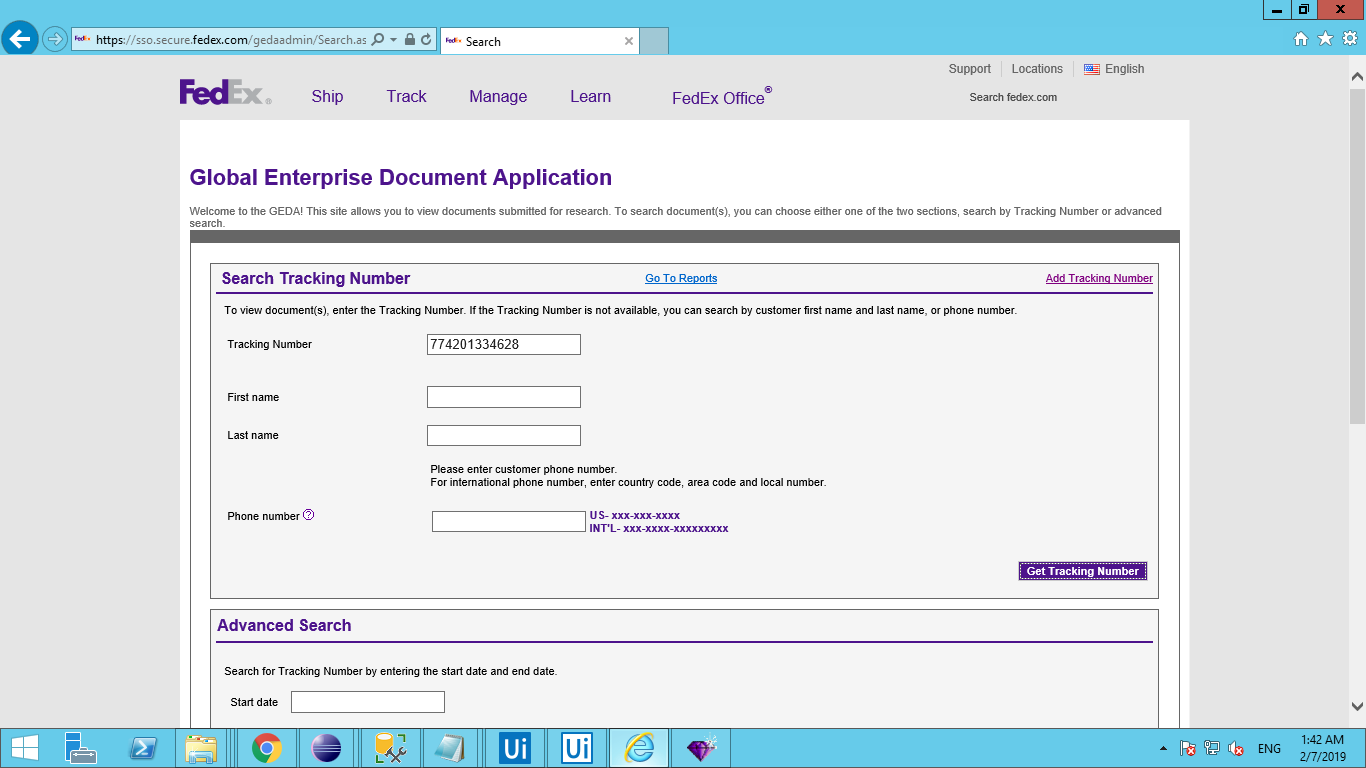 https://sso.secure.fedex.com/gedaadmin/Search.as
FedEx Search
Support Locations English
FedEx®
Ship Track Manage Learn FedEx Office®
Search fedex.com
Global Enterprise Document Application
Welcome to the GEDA! This site allows you to view documents submitted for research. To search document(s), you can choose either one of the two sections, search by Tracking Number or advanced
search.
Search Tracking Number Go To Reports Add Tracking Number
To view document(s), enter the Tracking Number. If the Tracking Number is not available, you can search by customer first name and last name, or phone number.
Tracking Number 774201334628
First name
Last name
Please enter customer phone number.
For international phone number, enter country code, area code and local number.
Phone number ? US- xxx-xxx-xxxx
INT'L- xxx-xxxx-xxxxxxxxx
Get Tracking Number
Advanced Search
Search for Tracking Number by entering the start date and end date.
Start date
Ui Ui ENG 1:42 AM
2/7/2019